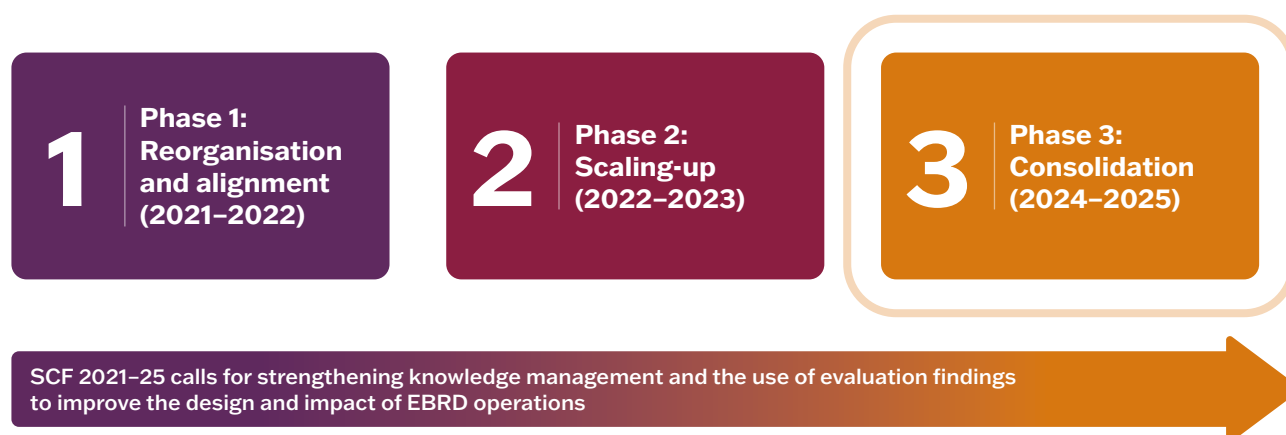 1
Phase 1:
Reorganisation
and alignment
(2021–2022)
2
Phase 2:
Scaling-up
(2022–2023)
3
Phase 3:
Consolidation
(2024–2025)
SCF 2021–25 calls for strengthening knowledge management and the use of evaluation findings
to improve the design and impact of EBRD operations